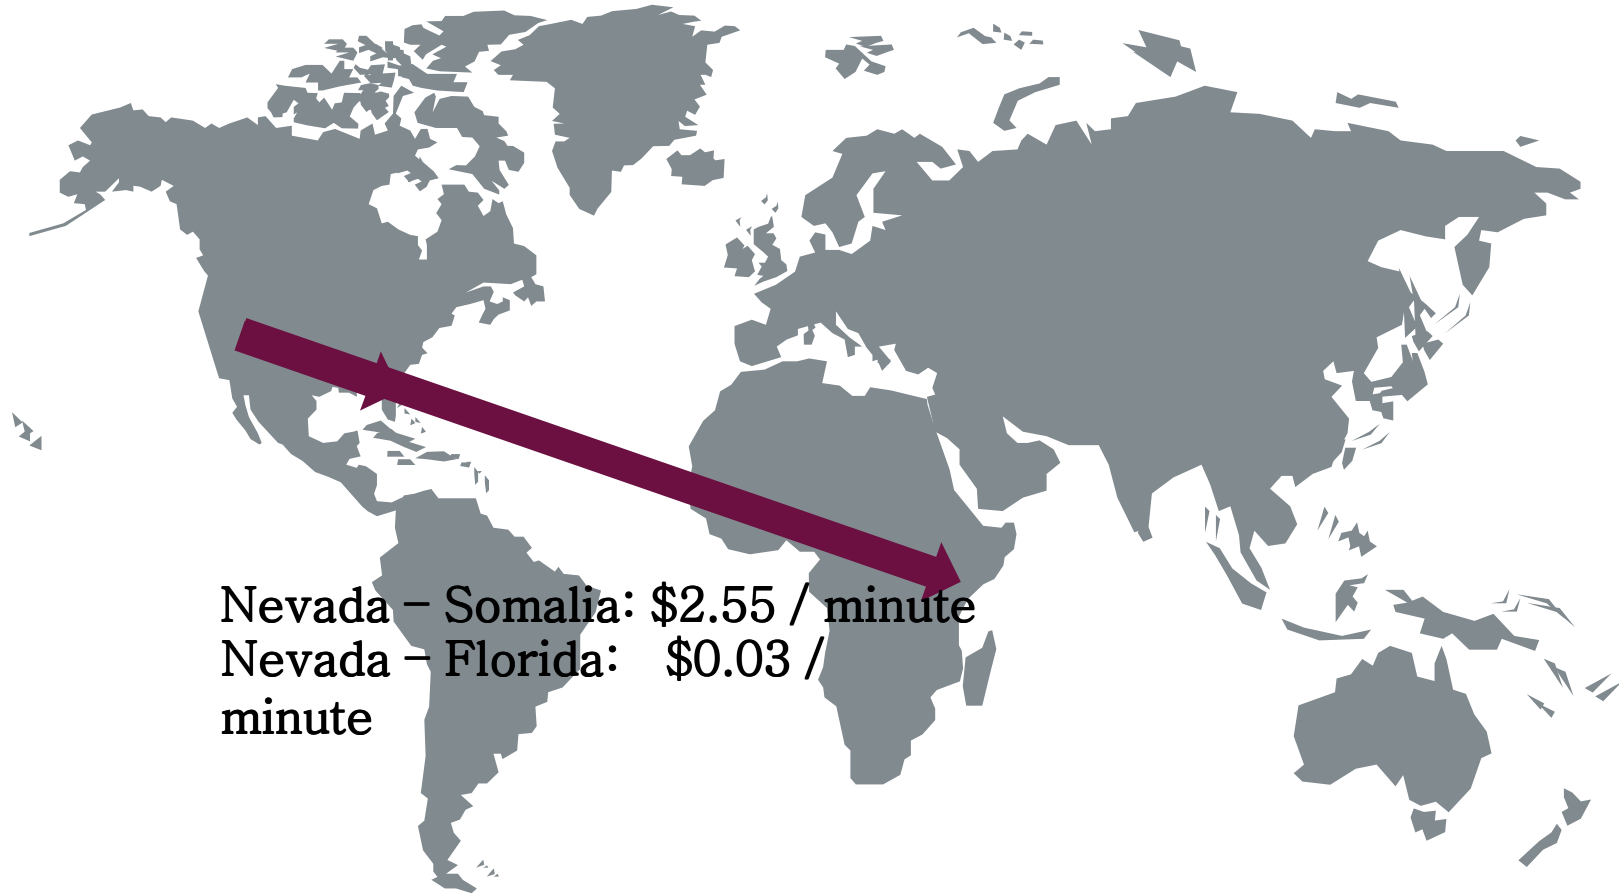 Nevada – Somalia: $2.55 / minute
Nevada – Florida: $0.03 /
minute